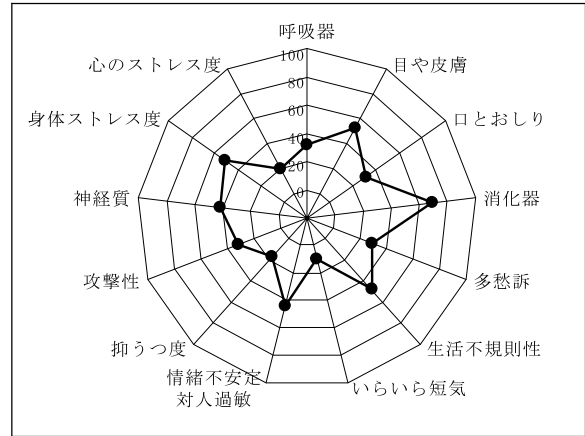 呼吸器
100
80
60
40
20
0
目や皮膚
口とおしり
消化器
多愁訴
生活不規則性
いらいら短気
情緒不安定
対人過敏
抑うつ度
攻撃性
神経質
身体ストレス度
心のストレス度